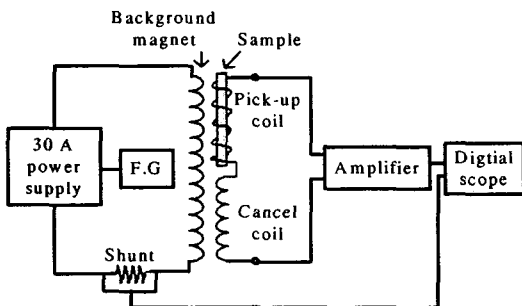 Background
magnet
Sample
Pick-up
coil
30 A
power
supply
F.G
Amplifier
Digtial
scope
Cancel
coil
Shunt